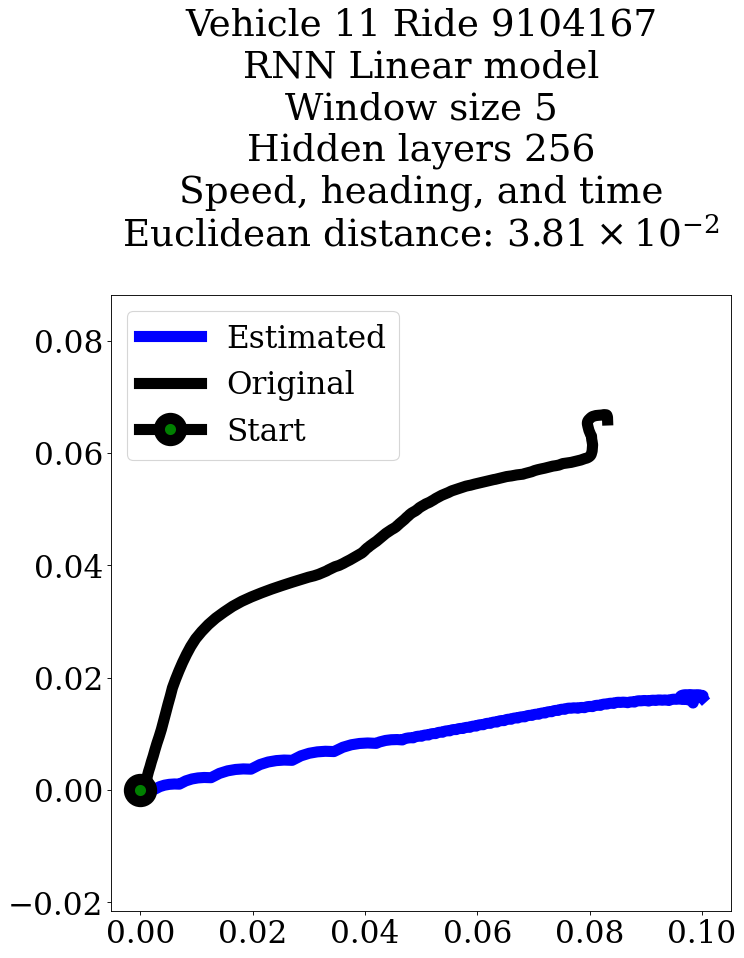 Vehicle 11 Ride 9104167
RNN Linear model
Window size 5
Hidden layers 256
Speed, heading, and time
Euclidean distance: 3.81 × 10⁻²
Estimated
Original
Start
0.08
0.06
0.04
0.02
0.00
−0.02
0.00 0.02 0.04 0.06 0.08 0.10